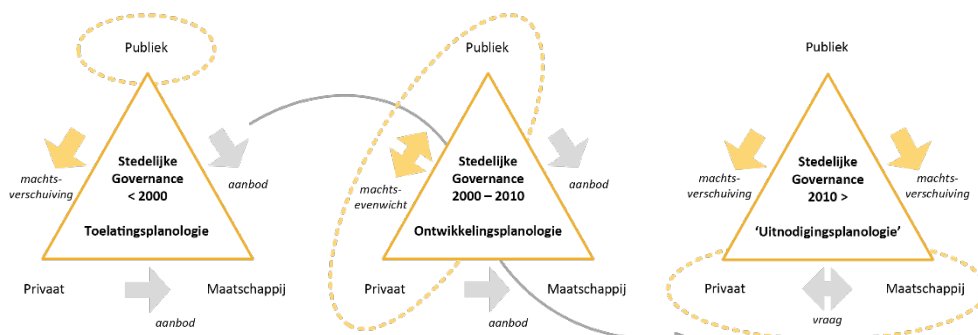 Publiek
machts-
verschuiving
Stedelijke
Governance
< 2000
Toelatingsplanologie
aanbod
Privaat
Maatschappij
aanbod
Publiek
machts-
evenwicht
Stedelijke
Governance
2000 – 2010
Ontwikkelingsplanologie
aanbod
Privaat
Maatschappij
aanbod
Publiek
machts-
verschuiving
Stedelijke
Governance
2010 >
'Uitnodigingsplanologie'
machts-
verschuiving
Privaat
Maatschappij
vraag